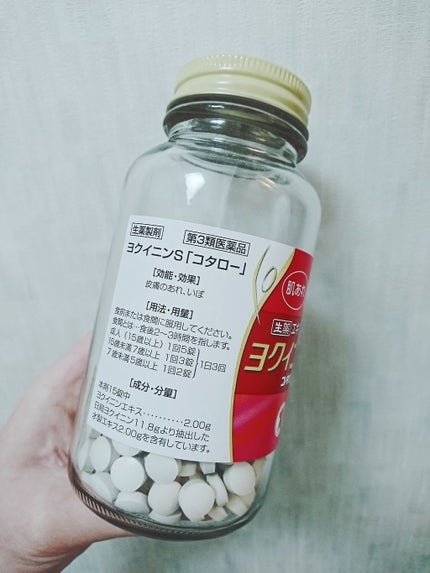 生薬製剤 第3類医薬品
ヨクイニンS「コタロー」
[効能・効果]
皮膚のあれ、いぼ
[用法・用量]
食前または食間に服用してください。
食間とは…食後2〜3時間を指します。
成人(15歳以上) 1回5錠
15歳未満7歳以上 1回3錠 1日3回
7歳未満5歳以上 1回2錠
[成分・分量]
本剤15錠中
ヨクイニンエキス………2.00g
日局ヨクイニン11.8gより抽出した
水製エキス2.00gを含有しています。
肌あ
生薬
ヨクイ